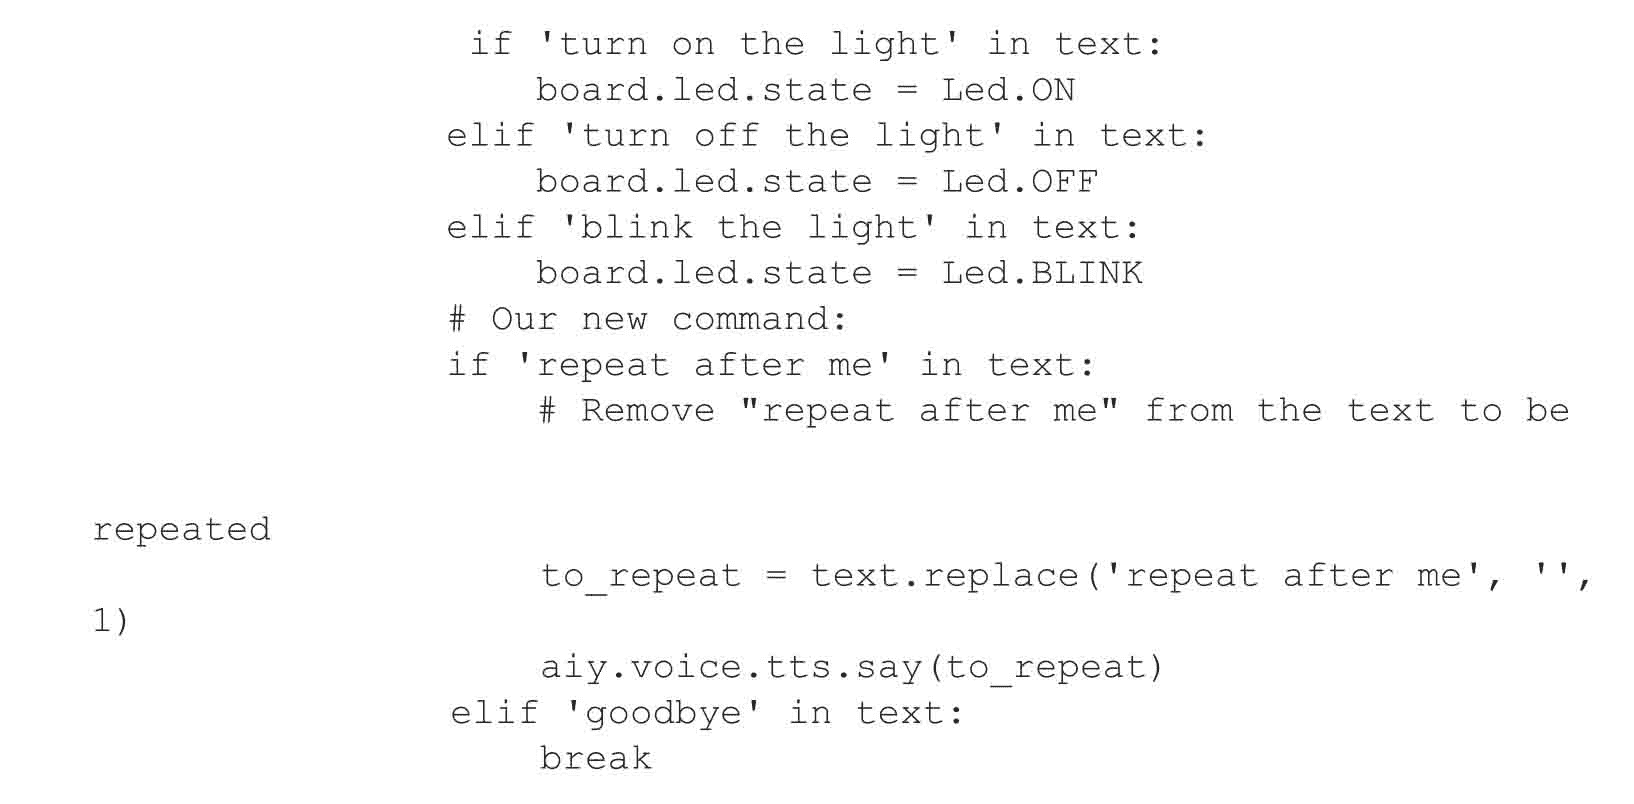 if 'turn on the light' in text:
board.led.state = Led.ON
elif 'turn off the light' in text:
board.led.state = Led.OFF
elif 'blink the light' in text:
board.led.state = Led.BLINK
# Our new command:
if 'repeat after me' in text:
# Remove "repeat after me" from the text to be
repeated
to_repeat = text.replace('repeat after me', '',
1)
aiy.voice.tts.say(to_repeat)
elif 'goodbye' in text:
break